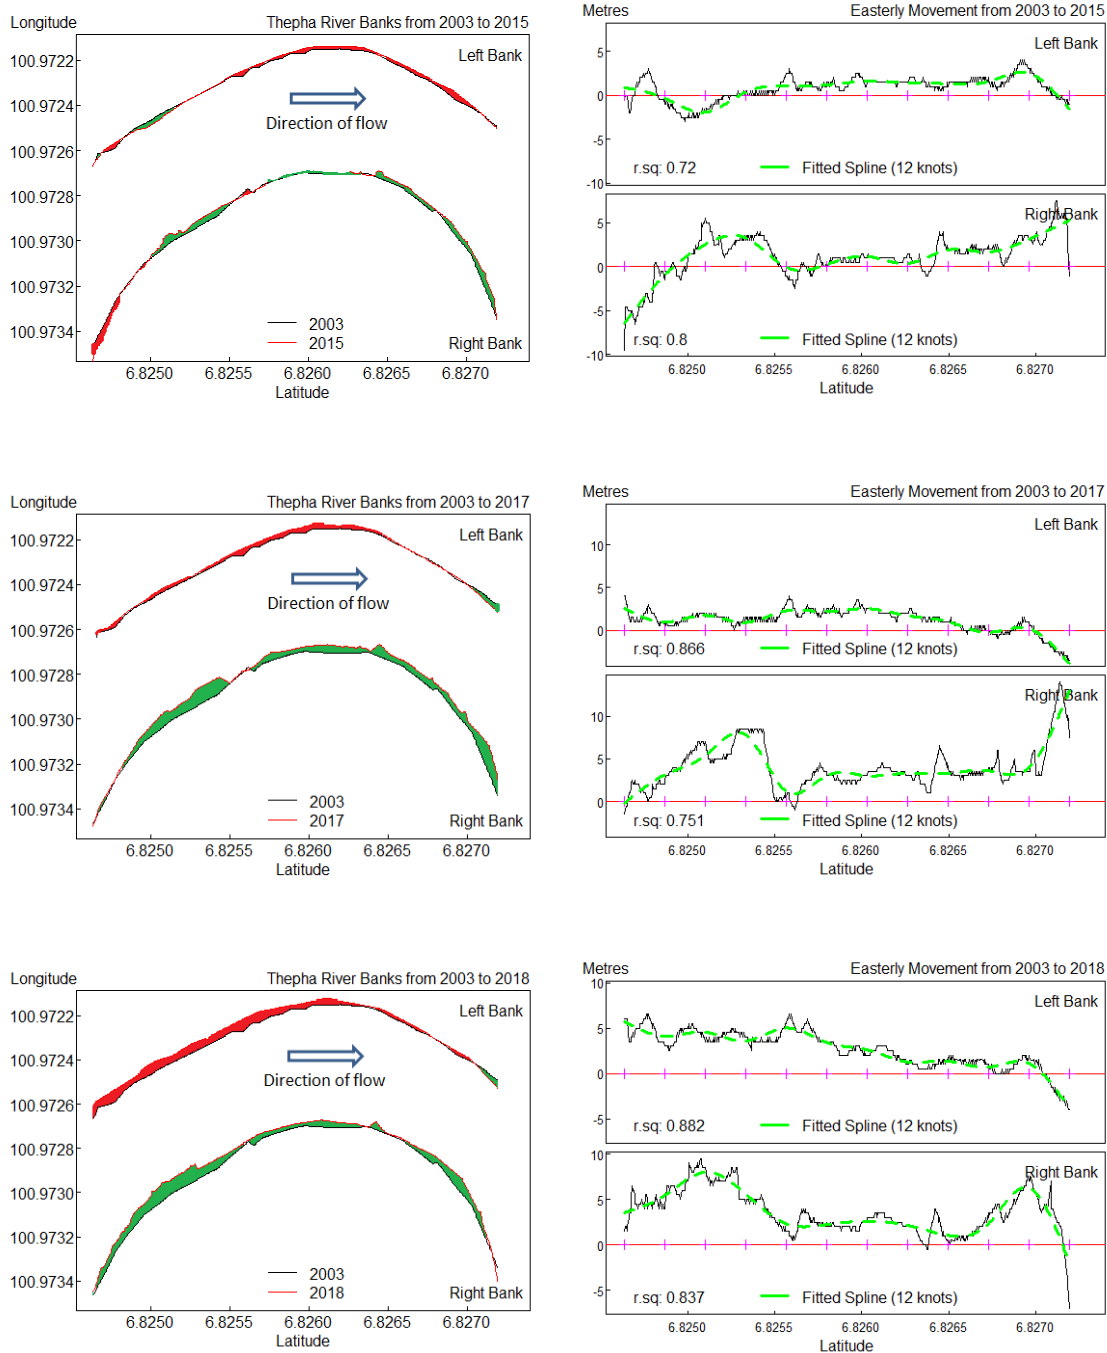 Longitude Thepha River Banks from 2003 to 2015
Left Bank
100.9722
100.9724
Direction of flow
100.9726
100.9728
100.9730
100.9732
100.9734
2003
2015 Right Bank
6.8250 6.8255 6.8260 6.8265 6.8270
Latitude
Metres Easterly Movement from 2003 to 2015
Left Bank
5
0
-5
-10
r.sq: 0.72 Fitted Spline (12 knots)
Right Bank
5
0
-5
-10
r.sq: 0.8 Fitted Spline (12 knots)
6.8250 6.8255 6.8260 6.8265 6.8270
Latitude
Longitude Thepha River Banks from 2003 to 2017
Left Bank
100.9722
100.9724
Direction of flow
100.9726
100.9728
100.9730
100.9732
100.9734
2003
2017 Right Bank
6.8250 6.8255 6.8260 6.8265 6.8270
Latitude
Metres Easterly Movement from 2003 to 2017
Left Bank
10
5
0
r.sq: 0.866 Fitted Spline (12 knots)
Right Bank
10
5
0
r.sq: 0.751 Fitted Spline (12 knots)
6.8250 6.8255 6.8260 6.8265 6.8270
Latitude
Longitude Thepha River Banks from 2003 to 2018
Left Bank
100.9722
100.9724
Direction of flow
100.9726
100.9728
100.9730
100.9732
100.9734
2003
2018 Right Bank
6.8250 6.8255 6.8260 6.8265 6.8270
Latitude
Metres Easterly Movement from 2003 to 2018
10
Left Bank
5
0
-5
r.sq: 0.882 Fitted Spline (12 knots)
10
Right Bank
5
0
-5
r.sq: 0.837 Fitted Spline (12 knots)
6.8250 6.8255 6.8260 6.8265 6.8270
Latitude